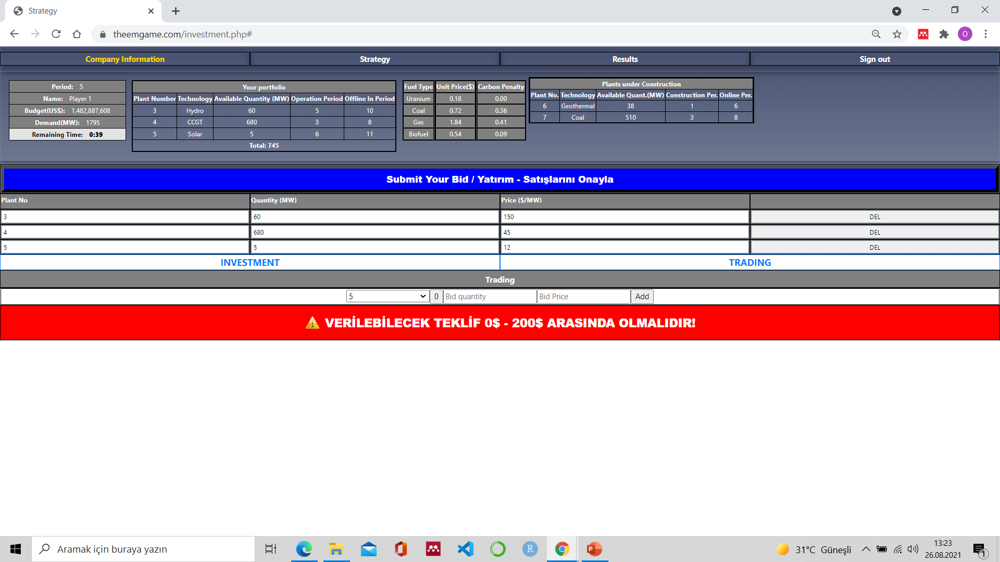 Strategy
theemgame.com/investment.php#
O
Company Information Strategy Results Sign out
Period: 5
Name: Player 1
Budget(US$): 1,482,887,608
Demand(MW): 1795
Remaining Time: 0:39
Your portfolio
Plant Number Technology Available Quantity (MW) Operation Period Offline In Period
3 Hydro 60 5 10
4 CCGT 680 3 8
5 Solar 5 6 11
Total: 745
Fuel Type Unit Price($) Carbon Penalty
Uranium 0.18 0.00
Coal 0.72 0.36
Gas 1.84 0.41
Biofuel 0.54 0.09
Plants under Construction
Plant No. Technology Available Quant.(MW) Construction Per. Online Per.
6 Geothermal 38 1 6
7 Coal 510 3 8
Submit Your Bid / Yatırım - Satışlarını Onayla
Plant No Quantity (MW) Price ($/MW)
3 60 150 DEL
4 680 45 DEL
5 5 12 DEL
INVESTMENT TRADING
Trading
5 0 Bid quantity Bid Price Add
⚠ VERİLEBİLECEK TEKLİF 0$ - 200$ ARASINDA OLMALIDIR!
Aramak için buraya yazın
R
P
31°C Güneşli
13:23
26.08.2021
1